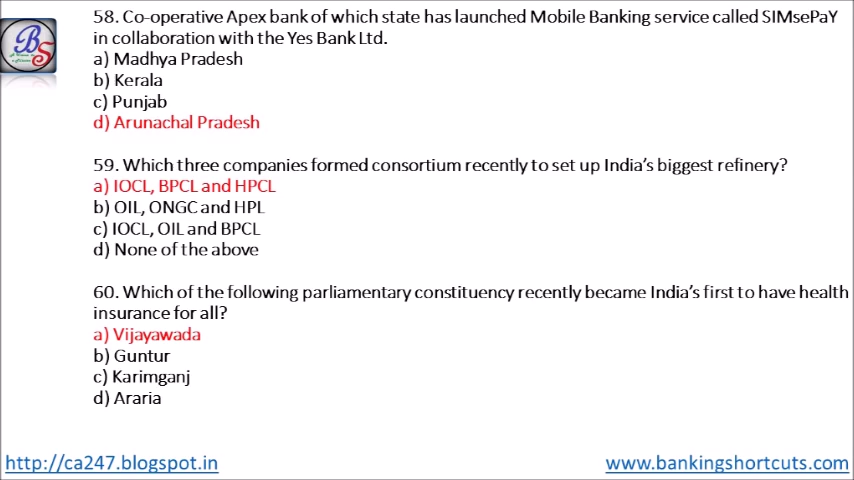 58. Co-operative Apex bank of which state has launched Mobile Banking service called SIMsePaY
in collaboration with the Yes Bank Ltd.
a) Madhya Pradesh
b) Kerala
c) Punjab
d) Arunachal Pradesh
59. Which three companies formed consortium recently to set up India's biggest refinery?
a) IOCL, BPCL and HPCL
b) OIL, ONGC and HPL
c) IOCL, OIL and BPCL
d) None of the above
60. Which of the following parliamentary constituency recently became India's first to have health
insurance for all?
a) Vijayawada
b) Guntur
c) Karimganj
d) Araria
http://ca247.blogspot.in
www.bankingshortcuts.com
BS